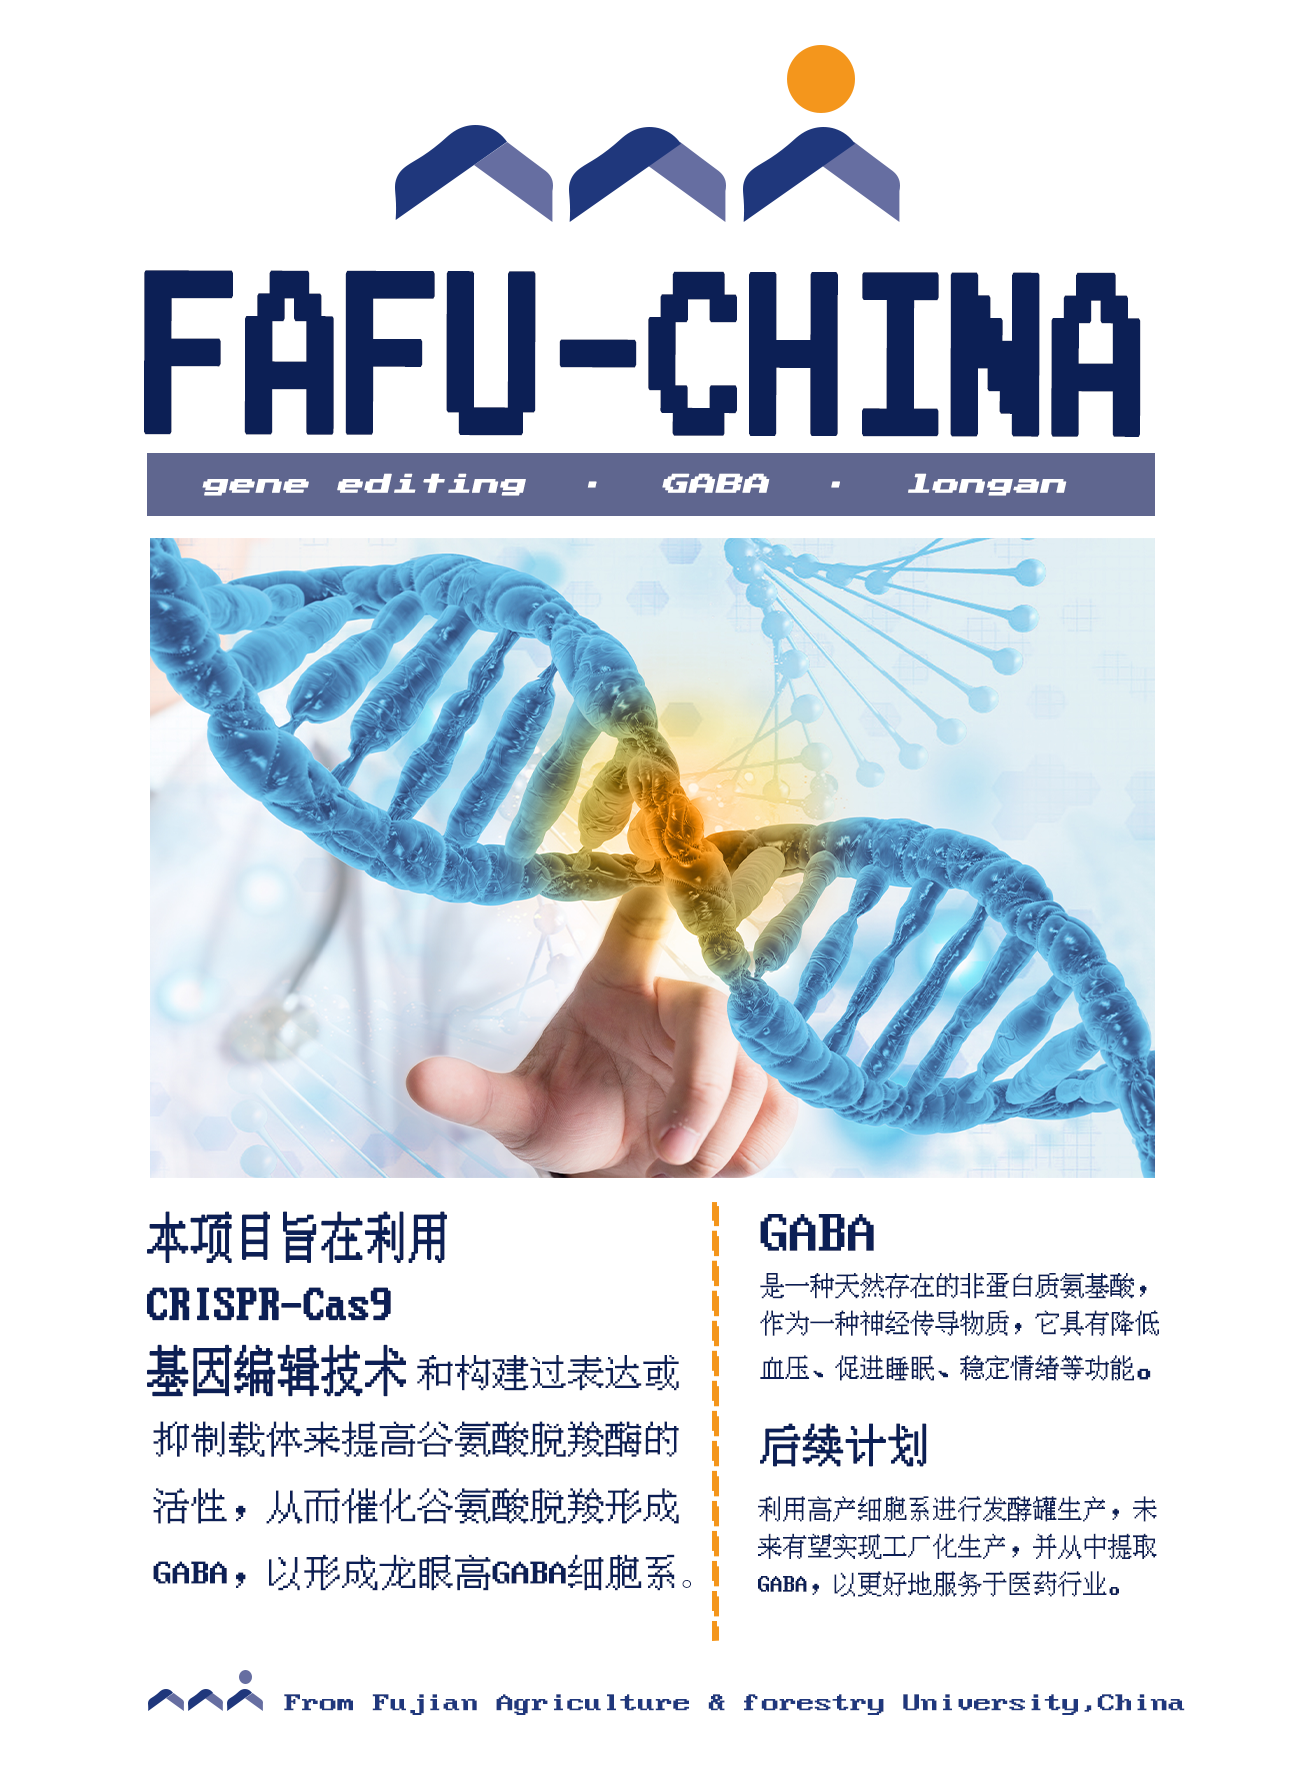 FAFU-CHINA
gene editing · GABA · longan
本项目旨在利用
CRISPR-Cas9
基因编辑技术 和构建过表达或
抑制载体来提高谷氨酸脱羧酶的
活性，从而催化谷氨酸脱羧形成
GABA，以形成龙眼高GABA细胞系。
GABA
是一种天然存在的非蛋白质氨基酸，
作为一种神经传导物质，它具有降低
血压、促进睡眠、稳定情绪等功能。
后续计划
利用高产细胞系进行发酵罐生产，未
来有望实现工厂化生产，并从中提取
GABA，以更好地服务于医药行业。
From Fujian Agriculture & forestry University,China